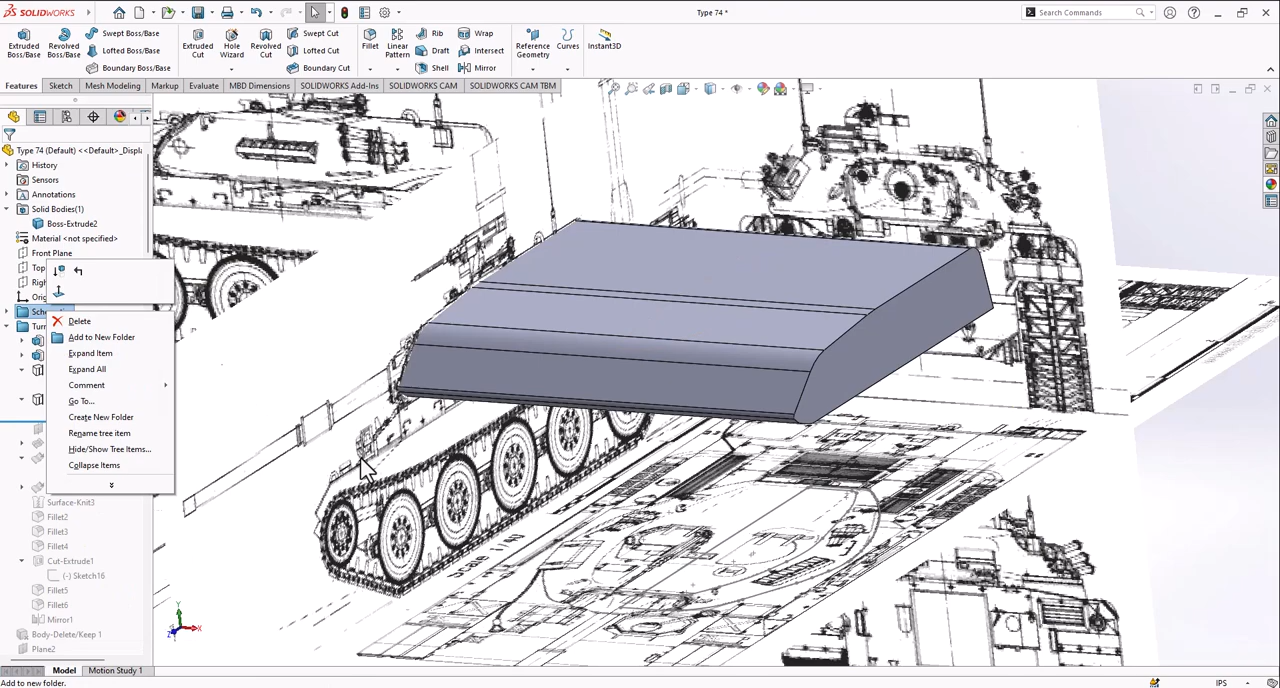 SOLIDWORKS
Type 74 *
Search Commands
Extruded Boss/Base
Revolved Boss/Base
Swept Boss/Base
Lofted Boss/Base
Boundary Boss/Base
Extruded Cut
Hole Wizard
Revolved Cut
Swept Cut
Lofted Cut
Boundary Cut
Fillet
Linear Pattern
Rib
Draft
Shell
Wrap
Intersect
Mirror
Reference Geometry
Curves
Instant3D
Features
Sketch
Mesh Modeling
Markup
Evaluate
MBD Dimensions
SOLIDWORKS Add-Ins
SOLIDWORKS CAM
SOLIDWORKS CAM TBM
Type 74 (Default) <<Default>_Displa
History
Sensors
Annotations
Solid Bodies(1)
Boss-Extrude2
Material <not specified>
Front Plane
Top
Righ
Orig
Sche
Turr
Delete
Add to New Folder
Expand Item
Expand All
Comment
Go To...
Create New Folder
Rename tree item
Hide/Show Tree Items...
Collapse Items
Surface-Knit3
Fillet2
Fillet3
Fillet4
Cut-Extrude1
(-) Sketch16
Fillet5
Fillet6
Mirror1
Body-Delete/Keep 1
Plane2
Y
X
Z
Model
Motion Study 1
Add to new folder.
IPS